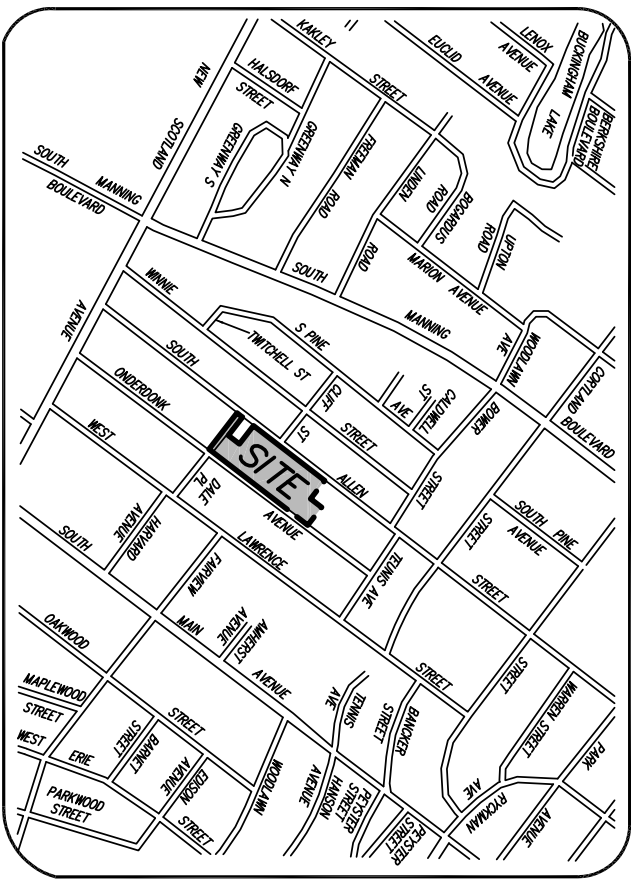 KAKLEY
STREET
EUCLID
AVENUE
LENOX
AVENUE
BUCKINGHAM
LAKE
BERKSHIRE
BOULEVARD
NEW
SCOTLAND
AVENUE
HALSDORF
STREET
GREENWAY S
GREENWAY N
FREEMAN
ROAD
LINDEN
ROAD
ROAD
BOGARDUS
UPTON
ROAD
SOUTH
MANNING
BOULEVARD
SOUTH
MANNING
BOULEVARD
MARION AVENUE
WINNIE
S PINE
AVE
TWITCHELL ST
CLIFF
ST
STREET
CALDWELL
ST
WOODLAWN
AVE
CORTLAND
BOWER
STREET
SOUTH
ALLEN
STREET
ONDERDONK
AVENUE
SITE
WEST
LAWRENCE
STREET
DALE
PL
HARVARD
AVENUE
FAIRVIEW
AVENUE
AMHERST
TEUNIS AVE
STREET
SOUTH PINE
AVENUE
SOUTH
MAIN
AVENUE
OAKWOOD
STREET
MAPLEWOOD
STREET
WEST
ERIE
STREET
BARNET
STREET
EDISON
AVENUE
PARKWOOD
STREET
WOODLAWN
AVENUE
TENNIS
AVE
HANSON
BANCKER
STREET
PEYSTER
STREET
PEYSTER
STREET
WARREN STREET
STREET
RYCKMAN
AVE
PARK
AVENUE